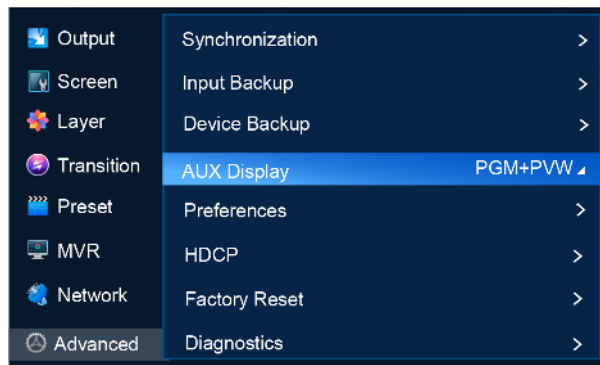 Output
Screen
Layer
Transition
Preset
MVR
Network
Advanced
Synchronization >
Input Backup >
Device Backup >
AUX Display PGM+PVW
Preferences >
HDCP >
Factory Reset >
Diagnostics >